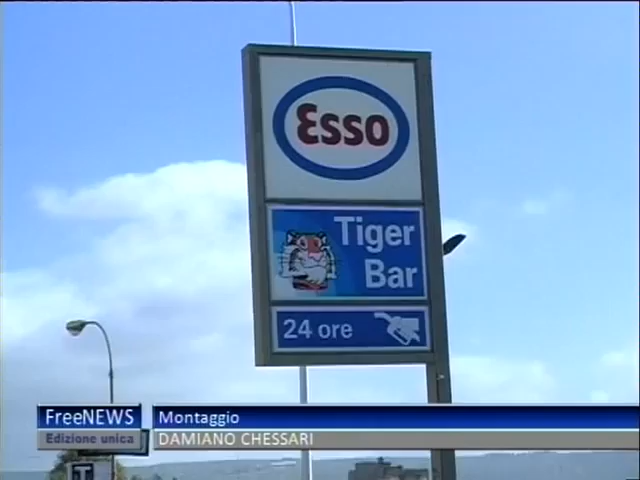 Esso
Tiger
Bar
24 ore
FreeNEWS
Montaggio
Edizione unica
DAMIANO CHESSARI
T